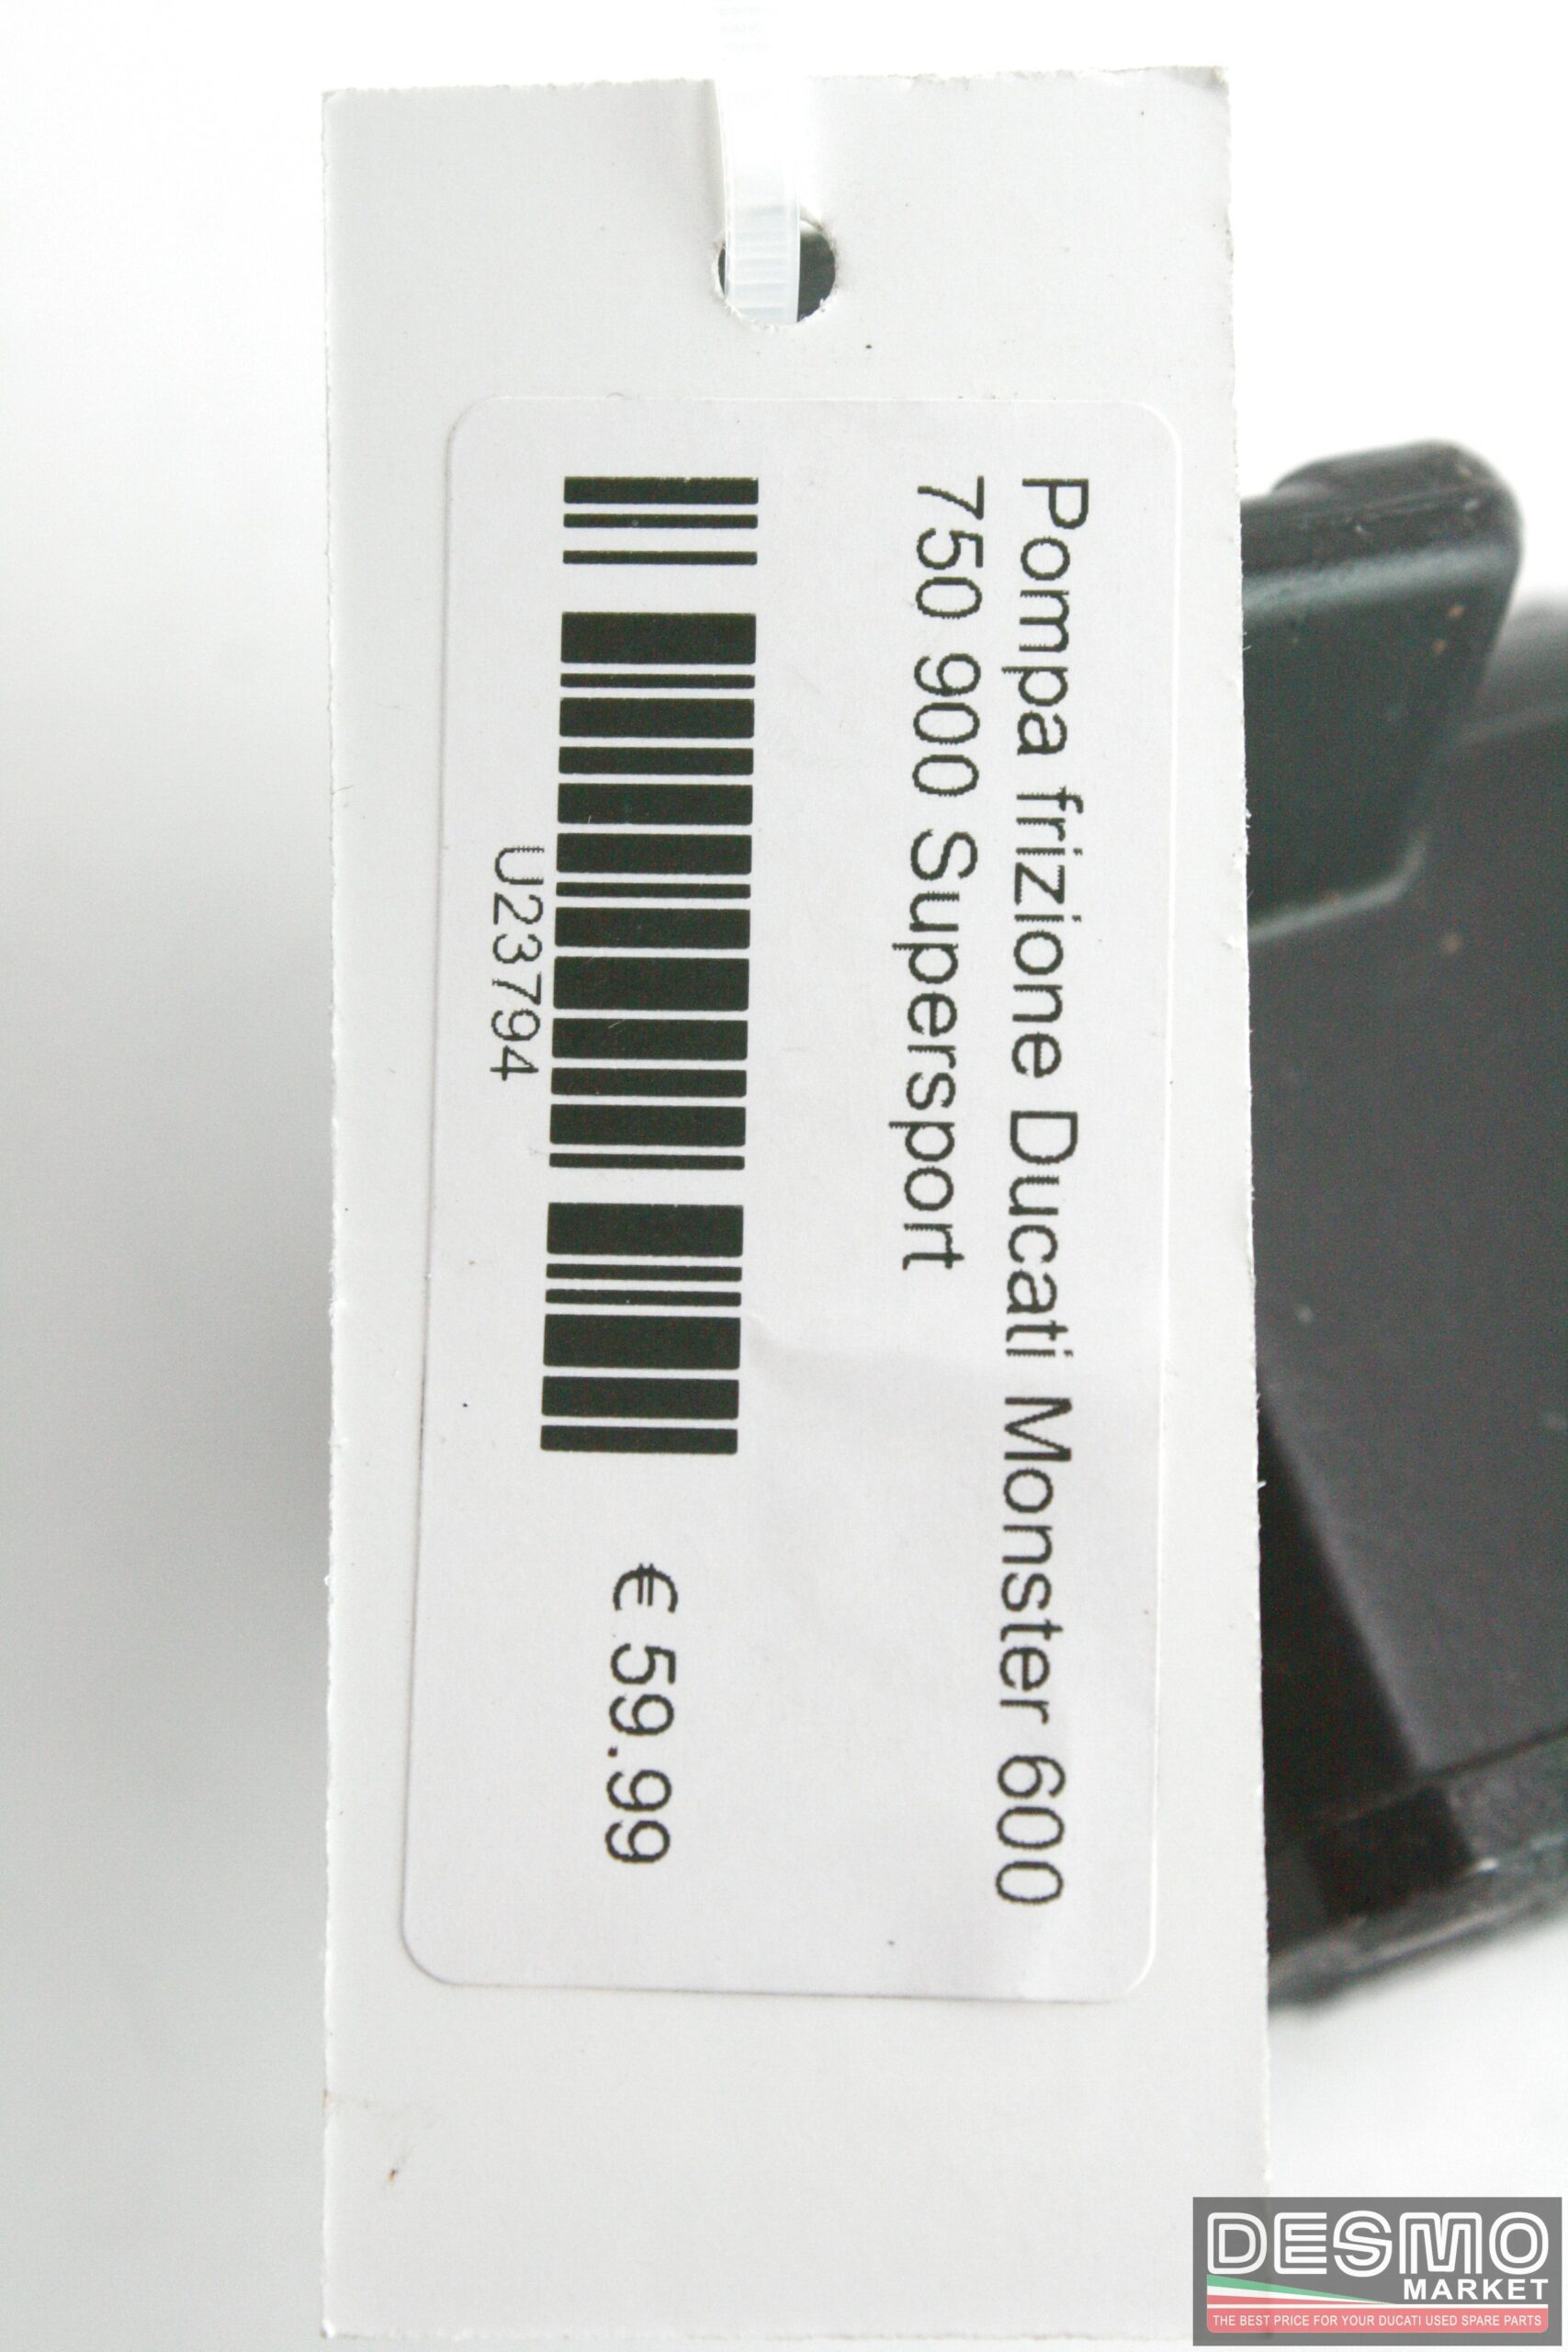 Pompa frizione Ducati Monster 600
750 900 Supersport
U23794
€ 59.99
DESMO
MARKET
THE BEST PRICE FOR YOUR DUCATI USED SPARE PARTS